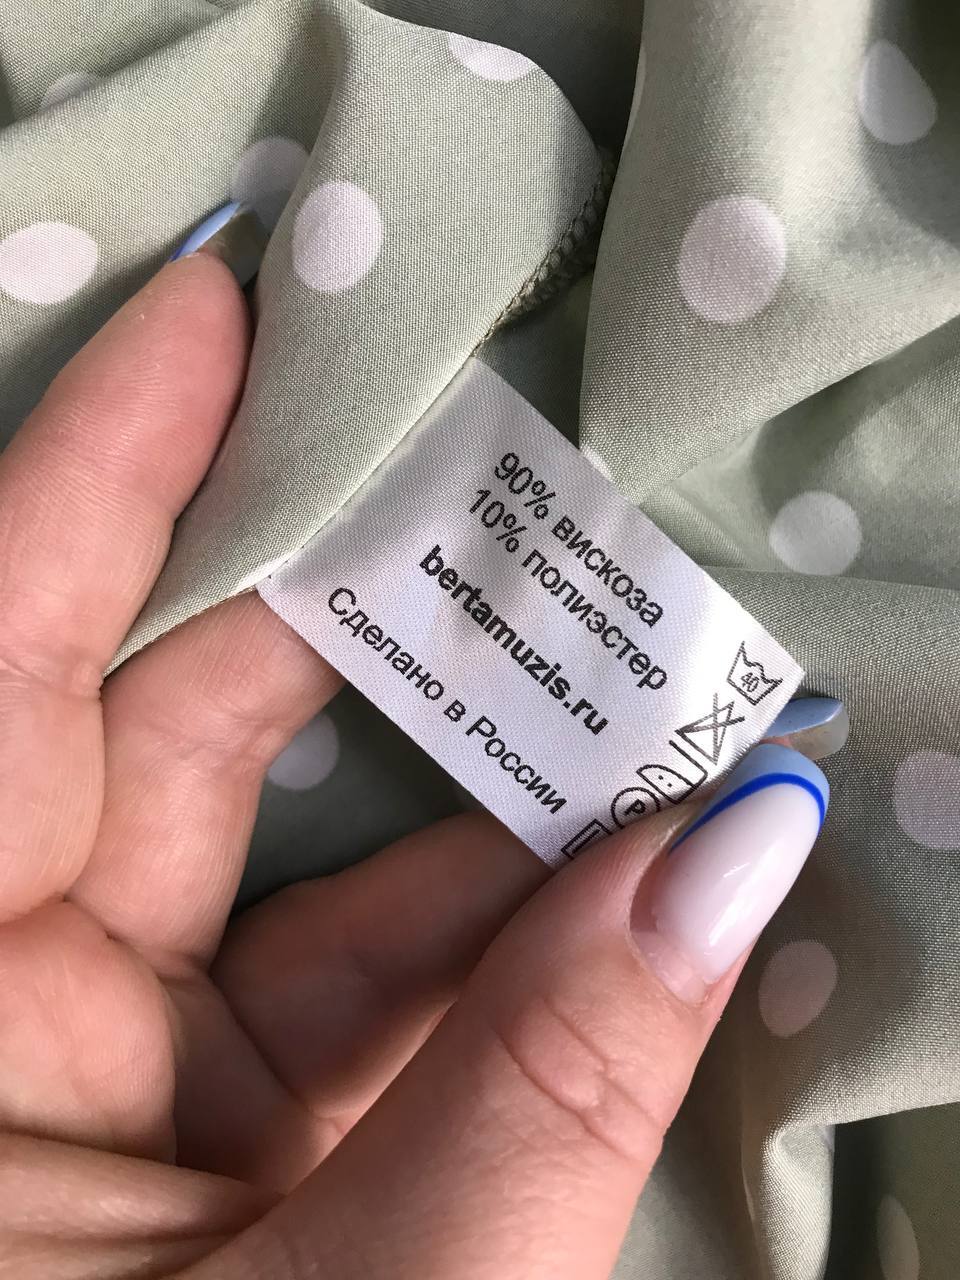 90% вискоза
10% полиэстер
bertamuzis.ru
Сделано в России
40
P